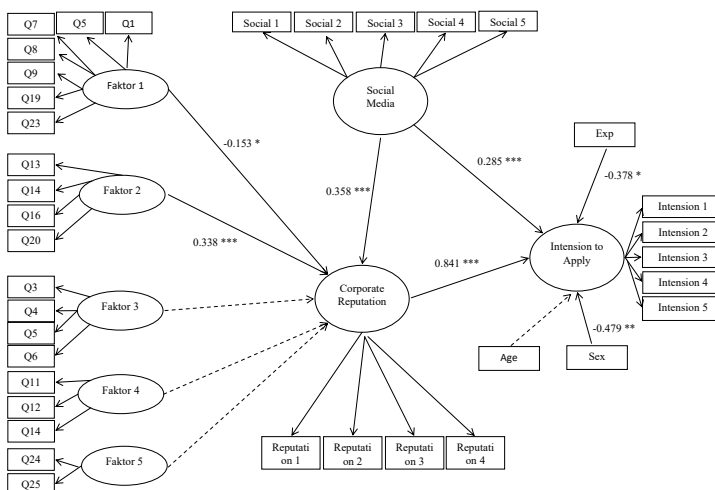 Q7
Q5
Q1
Q8
Q9
Q19
Q23
Faktor 1
Social 1
Social 2
Social 3
Social 4
Social 5
Social
Media
Exp
-0.153 *
0.285 ***
-0.378 *
0.358 ***
Q13
Q14
Q16
Q20
Faktor 2
0.338 ***
Intension 1
Intension 2
Intension 3
Intension 4
Intension 5
Intension to
Apply
0.841 ***
Corporate
Reputation
Q3
Q4
Q5
Q6
Faktor 3
Age
Sex
-0.479 **
Q11
Q12
Q14
Faktor 4
Q24
Q25
Faktor 5
Reputati
on 1
Reputati
on 2
Reputati
on 3
Reputati
on 4